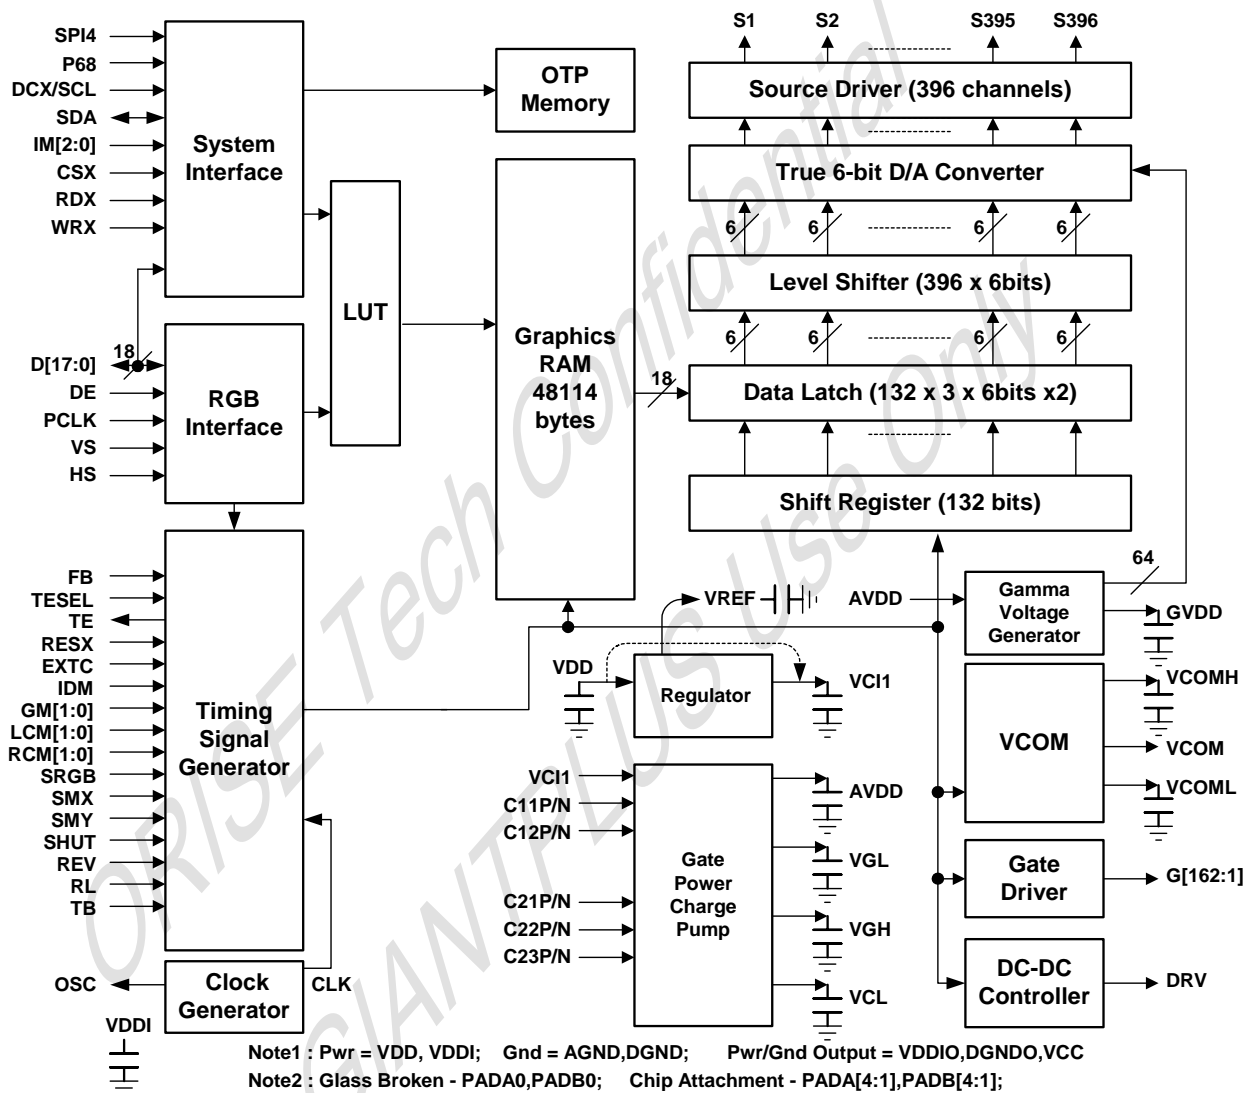 S1
S2
S395
S396
SPI4
P68
DCX/SCL
SDA
IM[2:0]
CSX
RDX
WRX
System
Interface
OTP
Memory
Source Driver (396 channels)
True 6-bit D/A Converter
6
6
6
6
Level Shifter (396 x 6bits)
6
6
6
6
LUT
Graphics
RAM
48114
bytes
18
Data Latch (132 x 3 x 6bits x2)
18
D[17:0]
DE
PCLK
VS
HS
RGB
Interface
Shift Register (132 bits)
64
FB
TESEL
TE
RESX
EXTC
IDM
GM[1:0]
LCM[1:0]
RCM[1:0]
SRGB
SMX
SMY
SHUT
REV
RL
TB
Timing
Signal
Generator
VREF
AVDD
Gamma
Voltage
Generator
GVDD
VDD
Regulator
VCI1
VCOM
VCOMH
VCOM
VCOML
VCI1
C11P/N
C12P/N
C21P/N
C22P/N
C23P/N
Gate
Power
Charge
Pump
AVDD
VGL
VGH
VCL
Gate
Driver
G[162:1]
DC-DC
Controller
DRV
OSC
Clock
Generator
CLK
VDDI
Note1 : Pwr = VDD, VDDI; Gnd = AGND,DGND; Pwr/Gnd Output = VDDIO,DGNDO,VCC
Note2 : Glass Broken - PADA0,PADB0; Chip Attachment - PADA[4:1],PADB[4:1];
ORISE Tech Confidential
GIANTPLUS Use Only